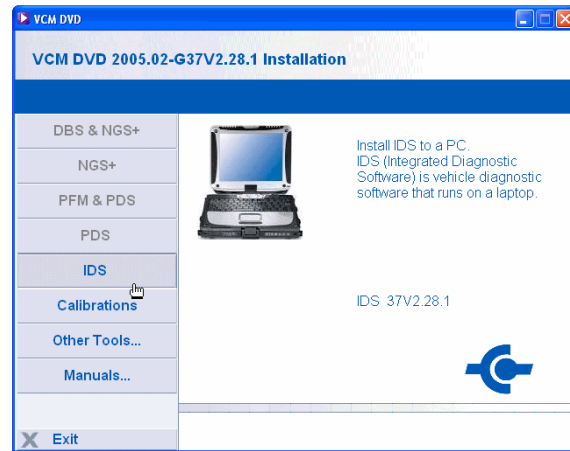 VCM DVD
VCM DVD 2005.02-G37V2.28.1 Installation
DBS & NGS+
NGS+
PFM & PDS
PDS
IDS
Calibrations
Other Tools...
Manuals...
Exit
Install IDS to a PC.
IDS (Integrated Diagnostic
Software) is vehicle diagnostic
software that runs on a laptop.
IDS 37V2.28.1